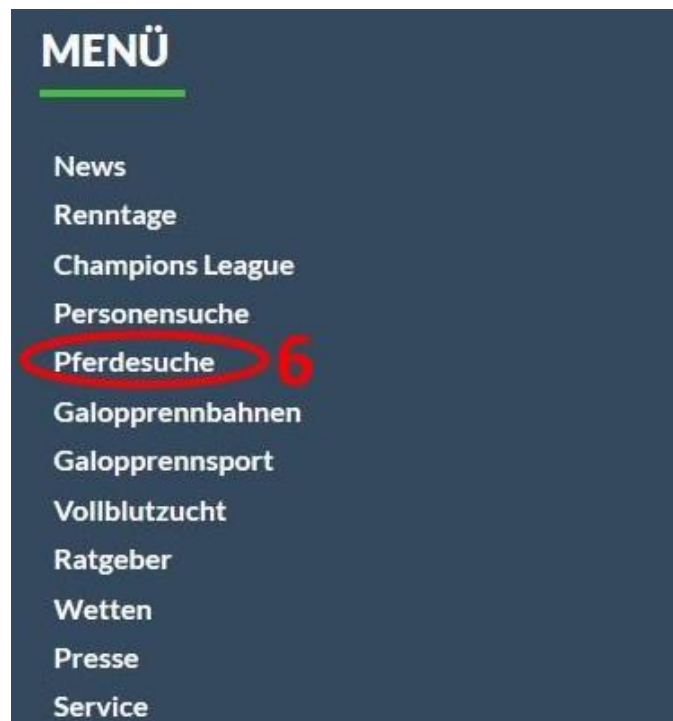 MENÜ
News
Renntage
Champions League
Personensuche
Pferdesuche 6
Galopprennbahnen
Galopprennsport
Vollblutzucht
Ratgeber
Wetten
Presse
Service